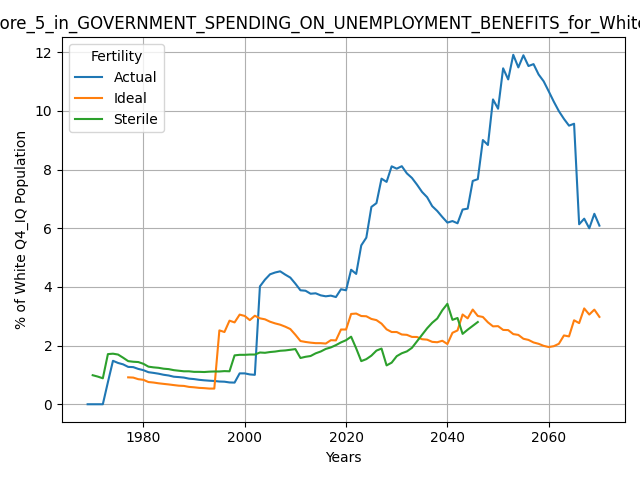 ore_5_in_GOVERNMENT_SPENDING_ON_UNEMPLOYMENT_BENEFITS_for_White
Fertility
Actual
Ideal
Sterile
% of White Q4_IQ Population
12
10
8
6
4
2
0
1980 2000 2020 2040 2060
Years